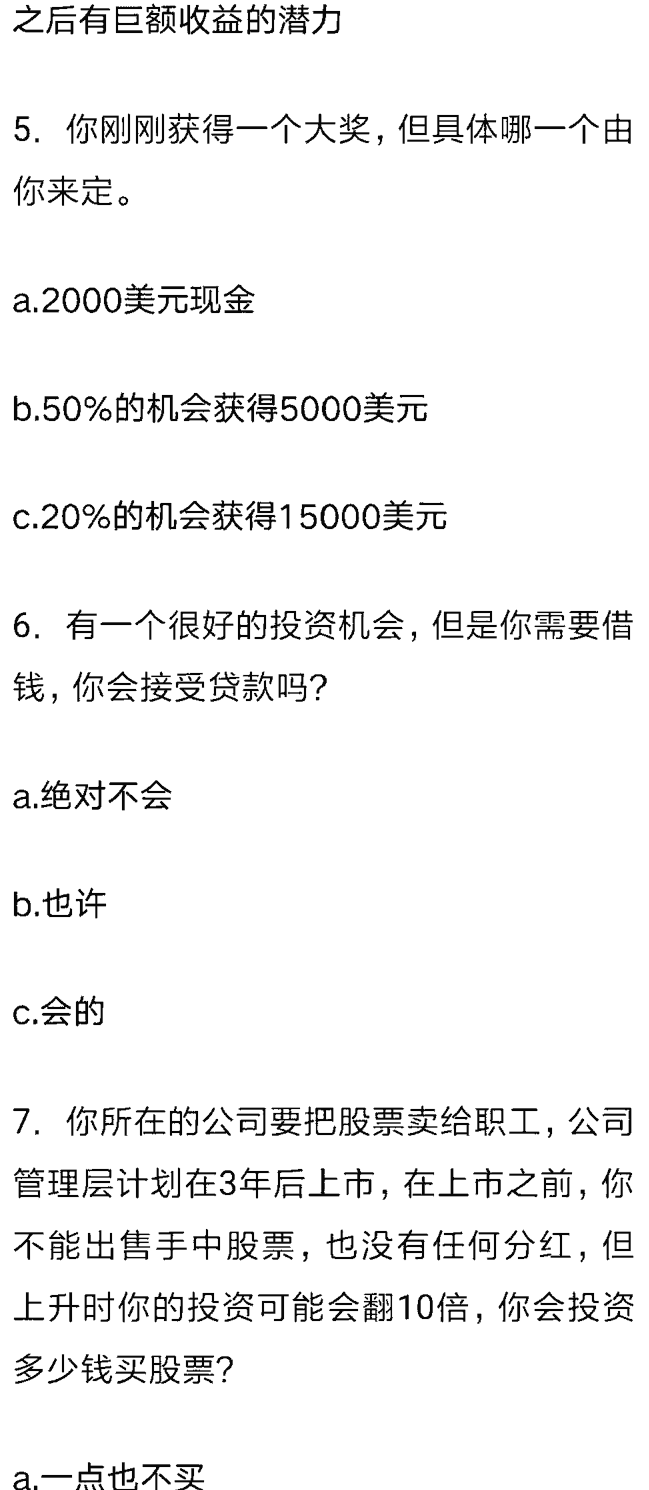 之后有巨额收益的潜力
5．你刚刚获得一个大奖，但具体哪一个由
你来定。
a.2000美元现金
b.50%的机会获得5000美元
c.20%的机会获得15000美元
6．有一个很好的投资机会，但是你需要借
钱，你会接受贷款吗？
a.绝对不会
b.也许
c.会的
7．你所在的公司要把股票卖给职工，公司
管理层计划在3年后上市，在上市之前，你
不能出售手中股票，也没有任何分红，但
上升时你的投资可能会翻10倍，你会投资
多少钱买股票？
a.一点也不买